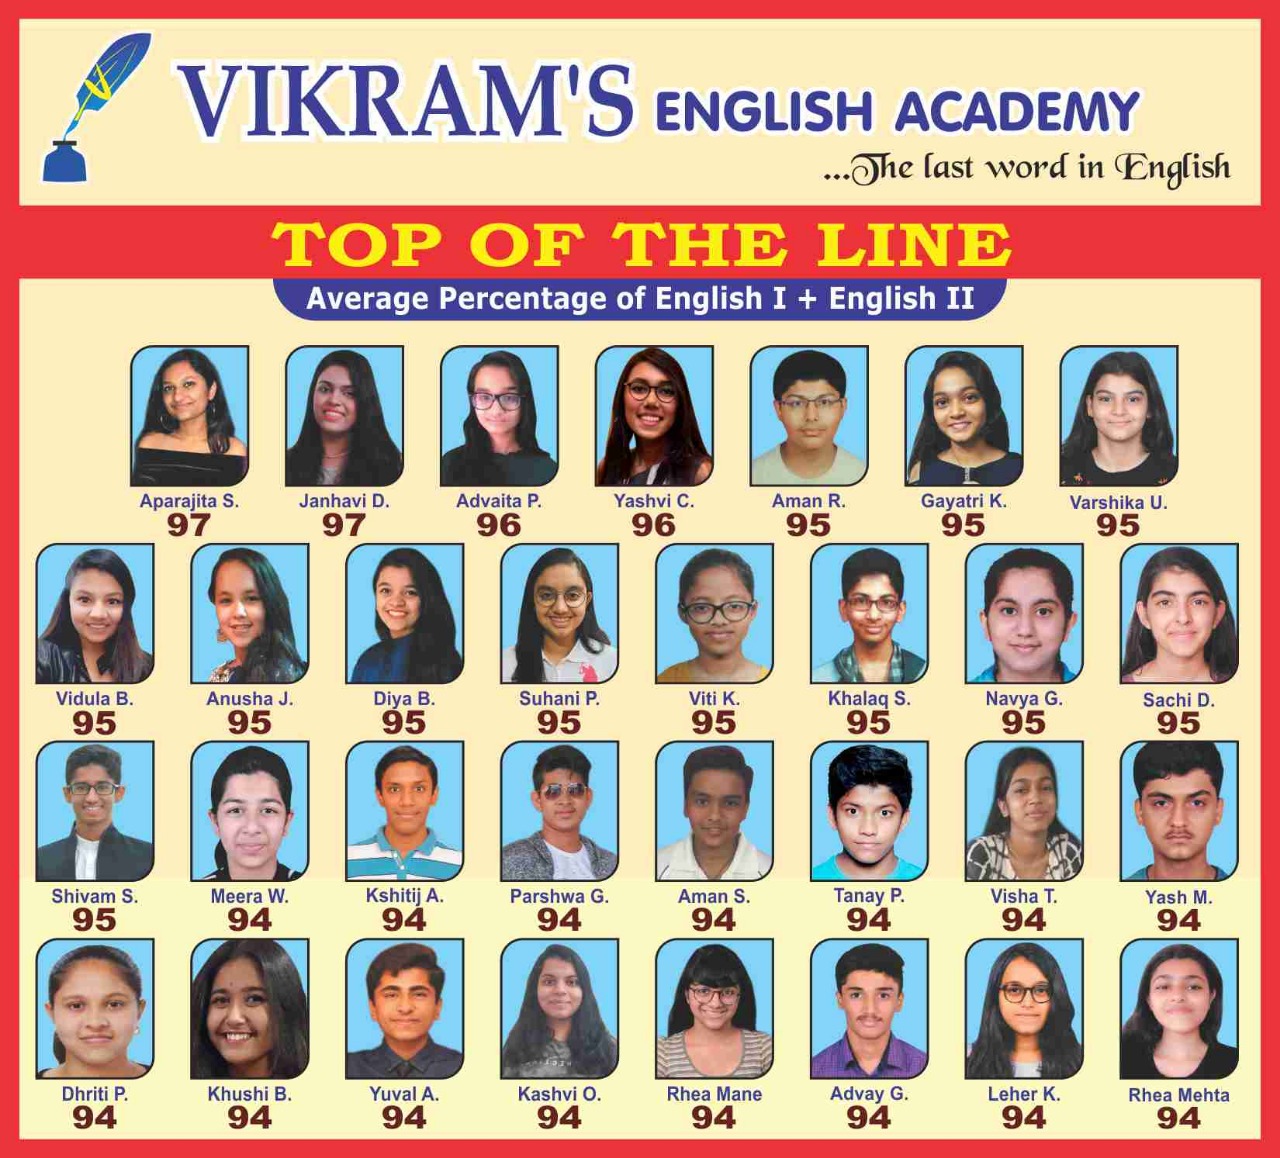 VIKRAM'S ENGLISH ACADEMY
...The last word in English
TOP OF THE LINE
Average Percentage of English I + English II
Aparajita S. Janhavi D. Advaita P. Yashvi C. Aman R. Gayatri K. Varshika U.
97 97 96 96 95 95 95
Vidula B. Anusha J. Diya B. Suhani P. Viti K. Khalaq S. Navya G. Sachi D.
95 95 95 95 95 95 95 95
Shivam S. Meera W. Kshitij A. Parshwa G. Aman S. Tanay P. Visha T. Yash M.
95 94 94 94 94 94 94 94
Dhriti P. Khushi B. Yuval A. Kashvi O. Rhea Mane Advay G. Leher K. Rhea Mehta
94 94 94 94 94 94 94 94